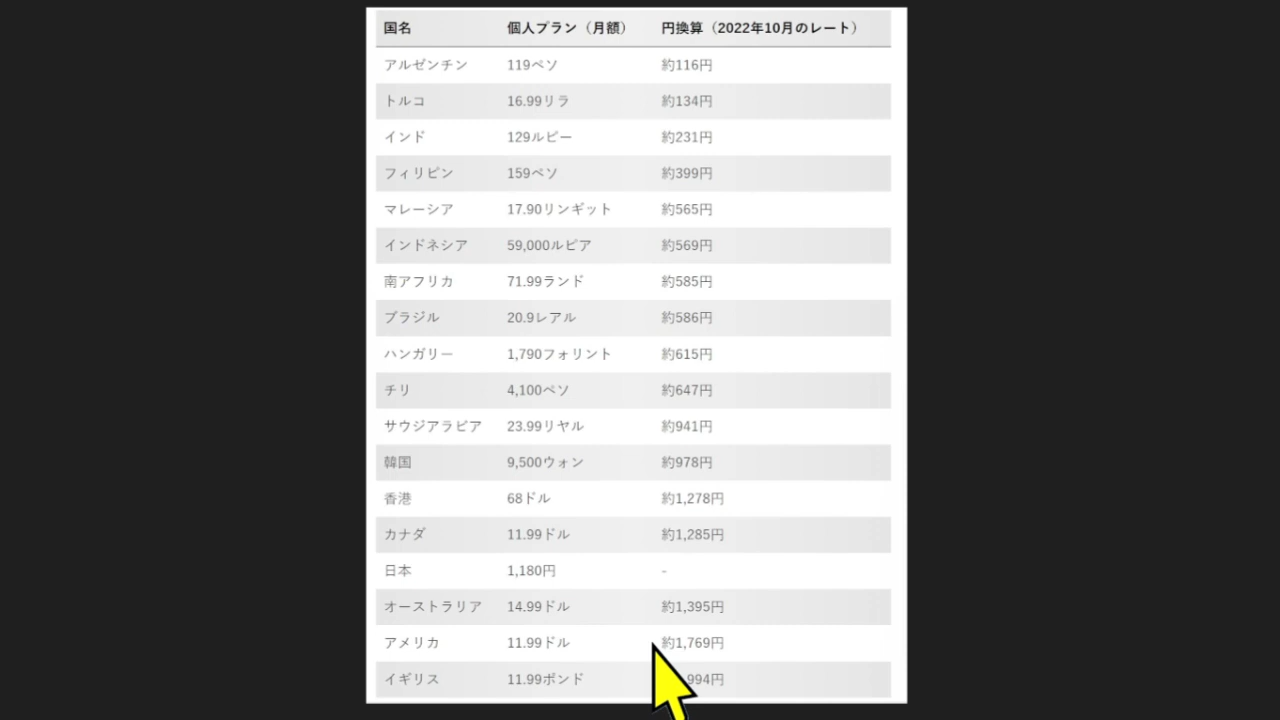 国名 個人プラン（月額） 円換算（2022年10月のレート）
アルゼンチン 119ペソ 約116円
トルコ 16.99リラ 約134円
インド 129ルピー 約231円
フィリピン 159ペソ 約399円
マレーシア 17.90リンギット 約565円
インドネシア 59,000ルピア 約569円
南アフリカ 71.99ランド 約585円
ブラジル 20.9レアル 約586円
ハンガリー 1,790フォリント 約615円
チリ 4,100ペソ 約647円
サウジアラビア 23.99リヤル 約941円
韓国 9,500ウォン 約978円
香港 68ドル 約1,278円
カナダ 11.99ドル 約1,285円
日本 1,180円 -
オーストラリア 14.99ドル 約1,395円
アメリカ 11.99ドル 約1,769円
イギリス 11.99ポンド 994円